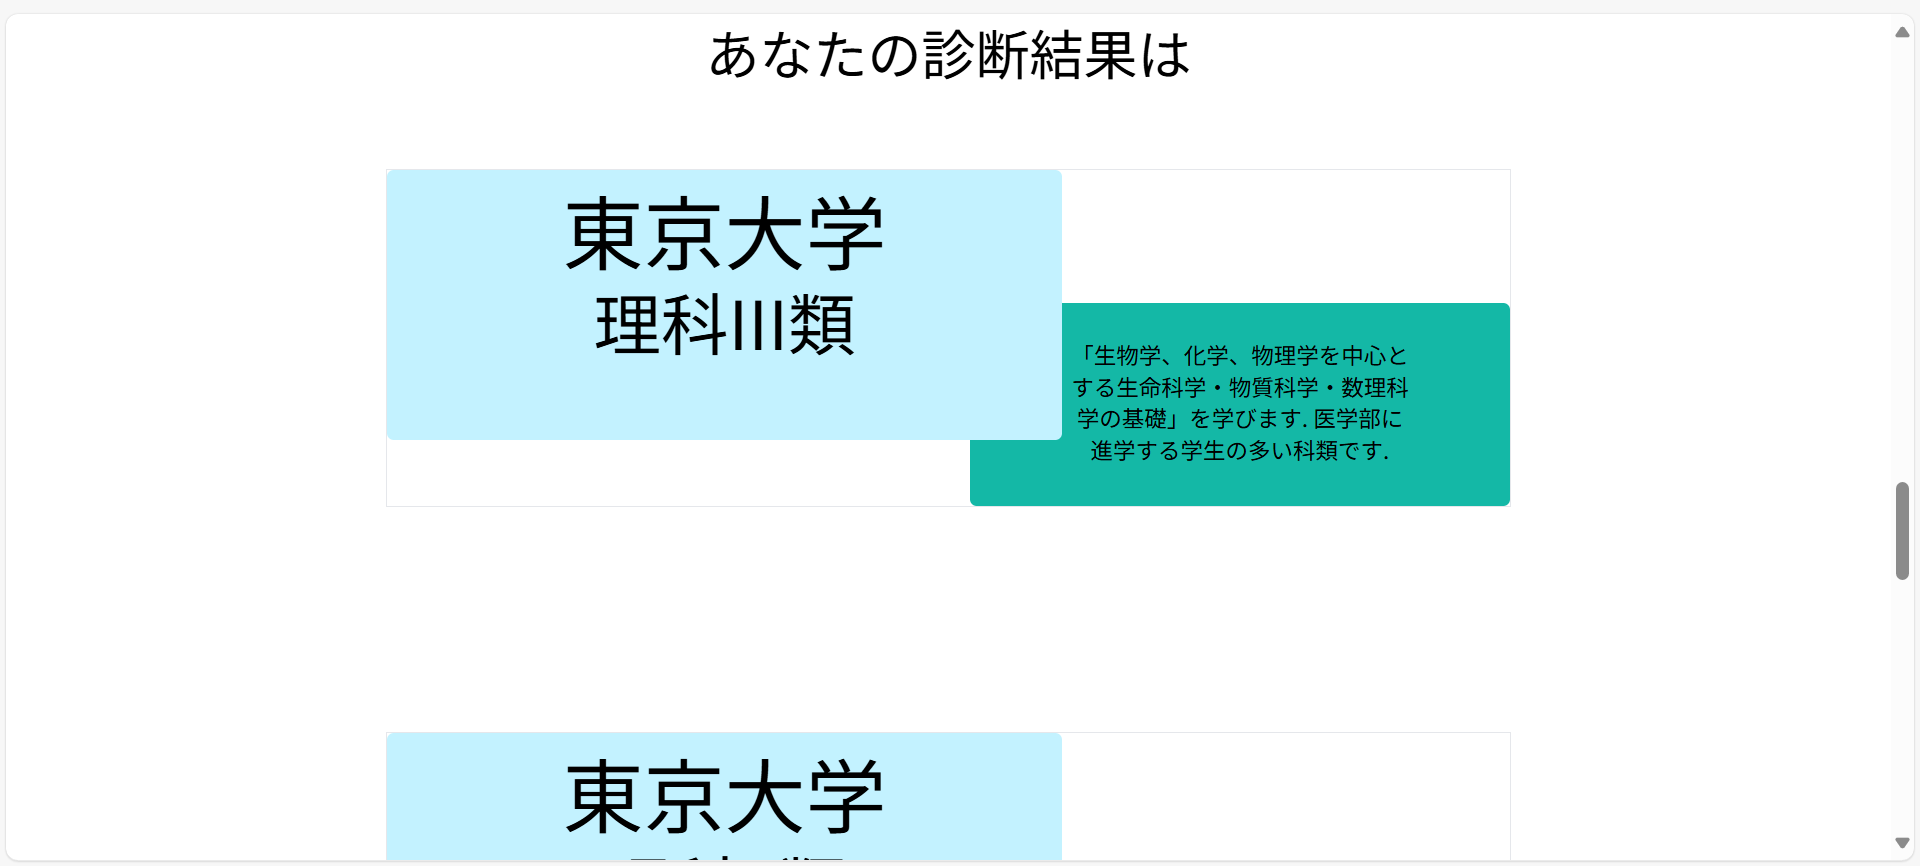 あなたの診断結果は
東京大学
理科III類
「生物学、化学、物理学を中心と
する生命科学・物質科学・数理科
学の基礎」を学びます. 医学部に
進学する学生の多い科類です.
東京大学